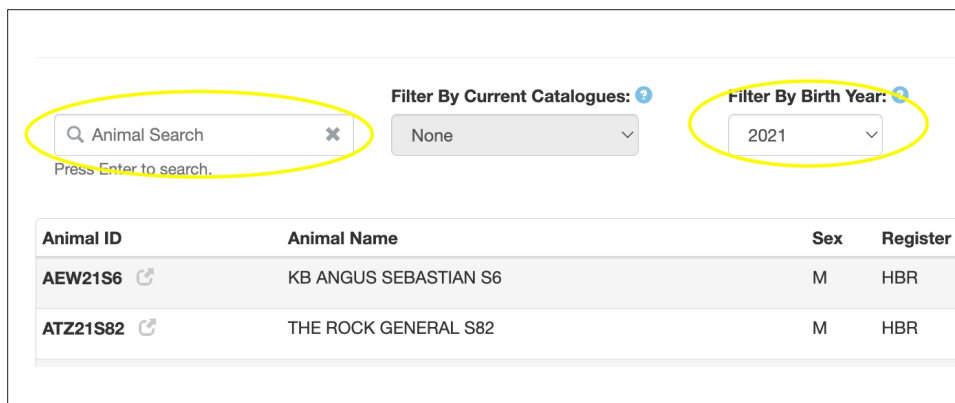 Filter By Current Catalogues: ?
Filter By Birth Year: ?
Animal Search
None
2021
Press Enter to search.
Animal ID Animal Name Sex Register
AEW21S6 KB ANGUS SEBASTIAN S6 M HBR
ATZ21S82 THE ROCK GENERAL S82 M HBR